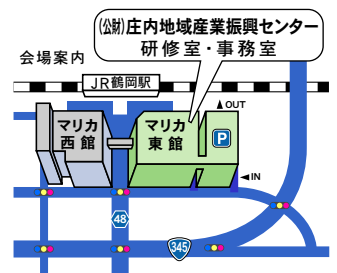 (公財)庄内地域産業振興センター
研修室・事務室
会場案内
JR鶴岡駅
OUT
マリカ
西館
マリカ
東館
P
IN
48
345